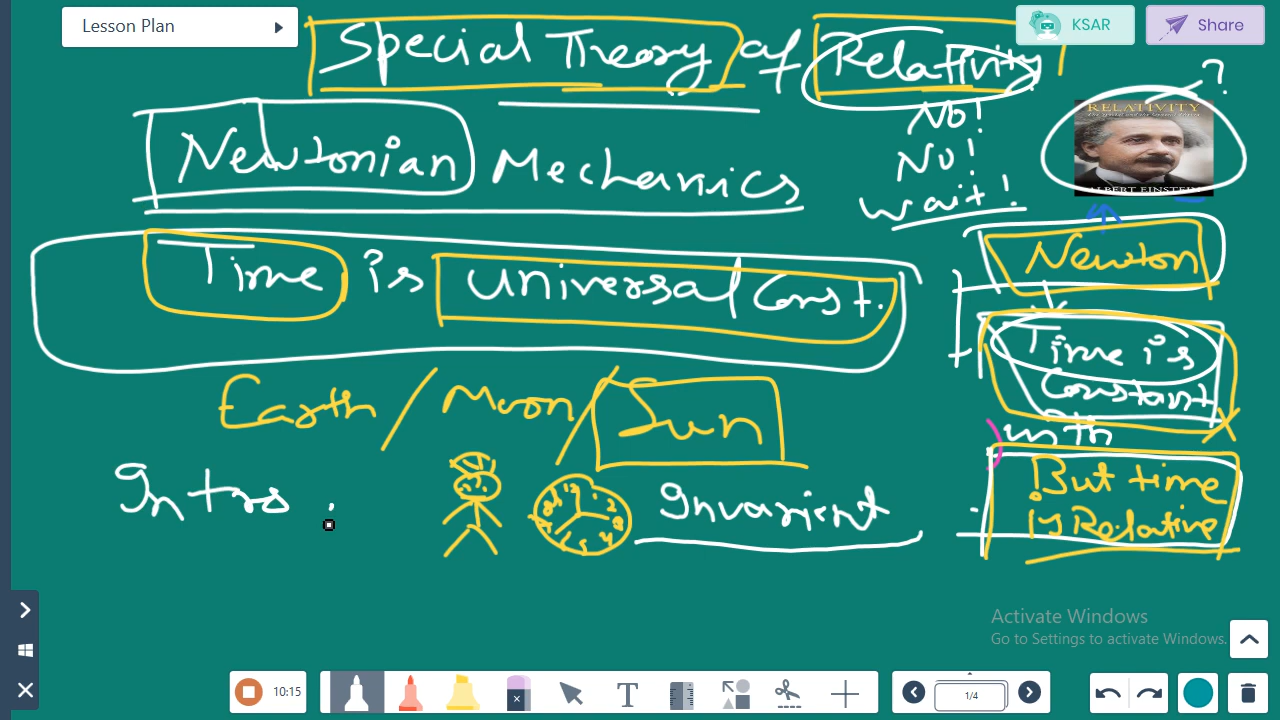 Lesson Plan
KSAR
Share
Special Theory of Relativity
?
No!
No!
wait!
RELATIVITY
ALBERT EINSTEIN
Newtonian Mechanics
Newton
Time is Universal Const.
Time is
Constant
with
Earth / Moon / Sun
But time
is Relative
Intro :
Invarient
Activate Windows
Go to Settings to activate Windows.
10:15
T
1/4